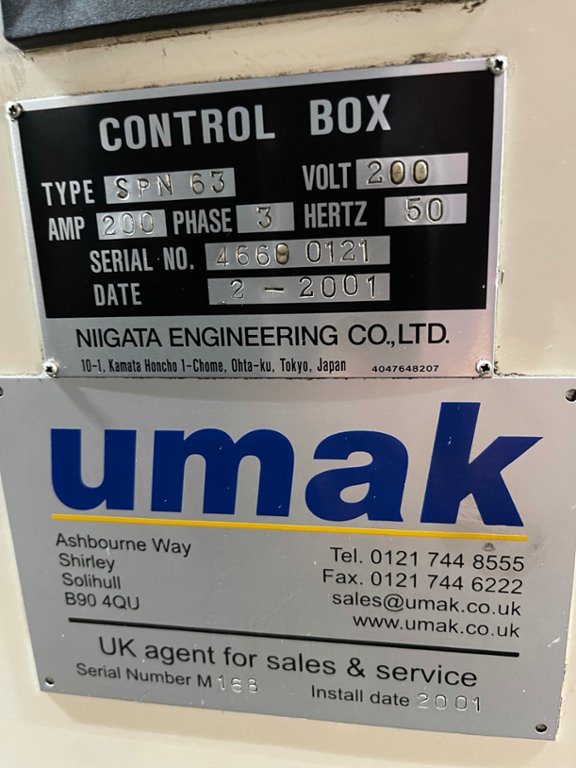 CONTROL BOX
TYPE SPN 63 VOLT 200
AMP 200 PHASE 3 HERTZ 50
SERIAL NO. 4660 0121
DATE 2-2001
NIIGATA ENGINEERING CO.,LTD.
10-1, Kamata Honcho 1-Chome, Ohta-ku, Tokyo, Japan 4047648207
umak
Ashbourne Way
Shirley
Solihull
B90 4QU
Tel. 0121 744 8555
Fax. 0121 744 6222
sales@umak.co.uk
www.umak.co.uk
UK agent for sales & service
Serial Number M 168 Install date 2001